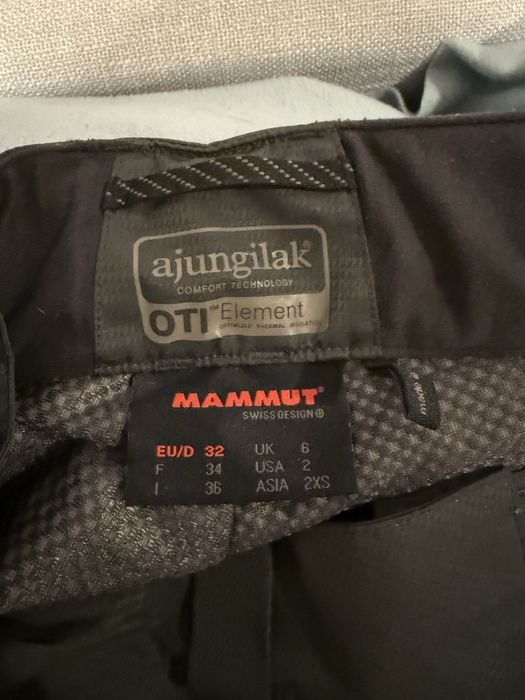 ajungilak®
COMFORT TECHNOLOGY
OTI™ Element
OPTIMIZED THERMAL INSULATION
MAMMUT®
SWISS DESIGN
EU/D 32 UK 6
F 34 USA 2
I 36 ASIA 2XS